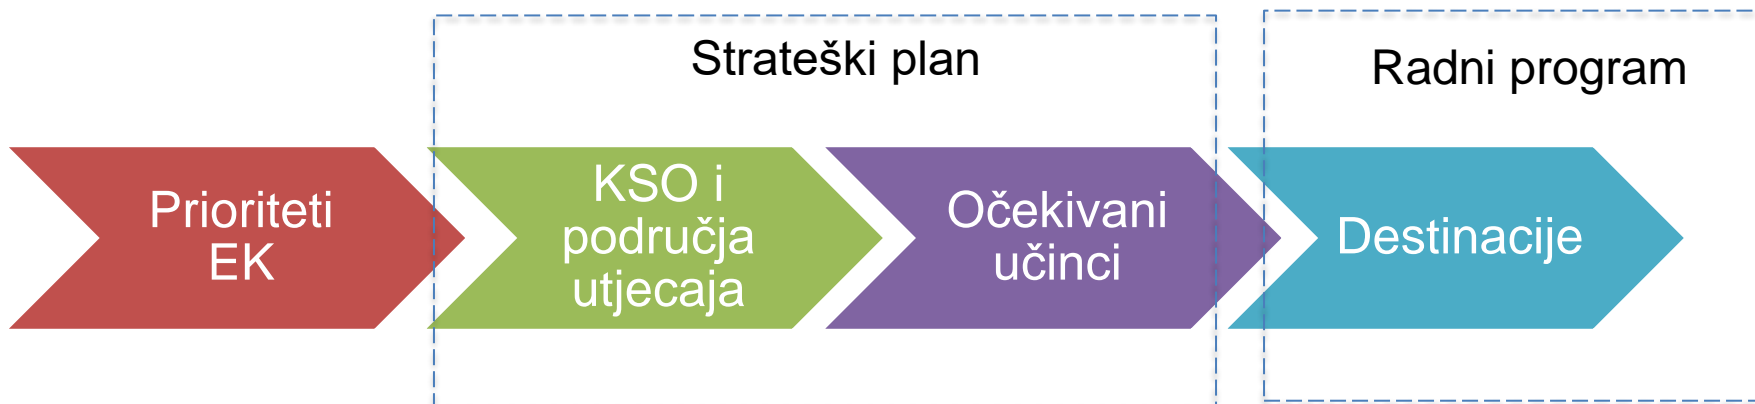 Strateški plan
Radni program
Prioriteti
EK
KSO i
područja
utjecaja
Očekivani
učinci
Destinacije